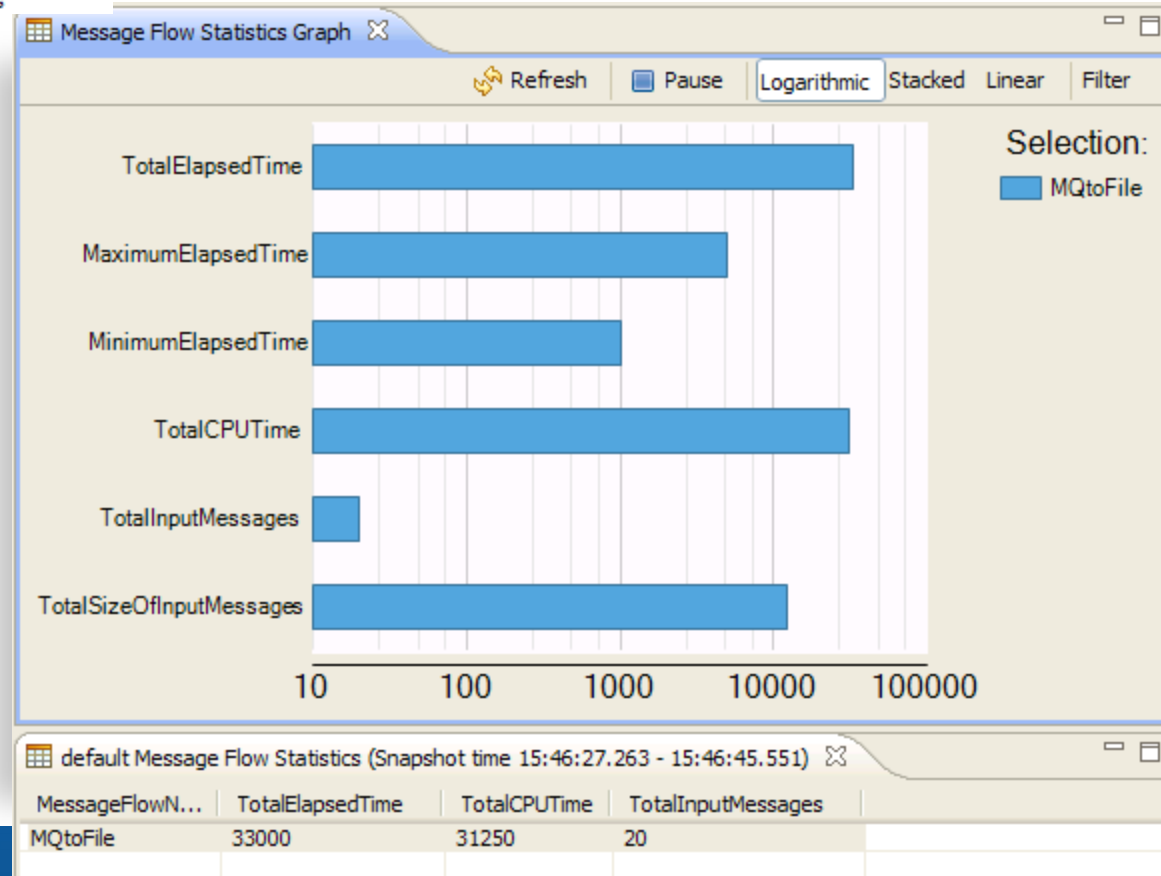 Message Flow Statistics Graph
Refresh Pause Logarithmic Stacked Linear Filter
Selection:
MQtoFile
TotalElapsedTime
MaximumElapsedTime
MinimumElapsedTime
TotalCPUTime
TotalInputMessages
TotalSizeOfInputMessages
10 100 1000 10000 100000
default Message Flow Statistics (Snapshot time 15:46:27.263 - 15:46:45.551)
MessageFlowN... TotalElapsedTime TotalCPUTime TotalInputMessages
MQtoFile 33000 31250 20